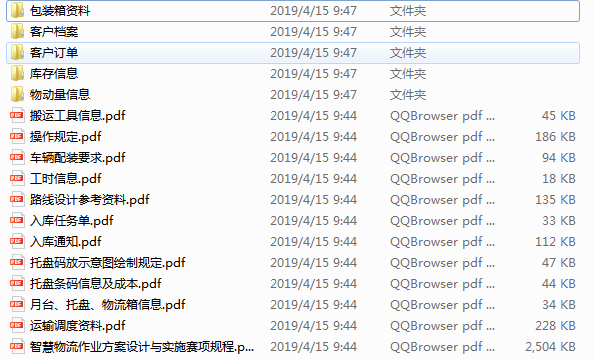 包装箱资料 2019/4/15 9:47 文件夹
客户档案 2019/4/15 9:47 文件夹
客户订单 2019/4/15 9:47 文件夹
库存信息 2019/4/15 9:47 文件夹
物动量信息 2019/4/15 9:47 文件夹
搬运工具信息.pdf 2019/4/15 9:44 QQBrowser pdf ... 45 KB
操作规定.pdf 2019/4/15 9:44 QQBrowser pdf ... 186 KB
车辆配装要求.pdf 2019/4/15 9:44 QQBrowser pdf ... 94 KB
工时信息.pdf 2019/4/15 9:44 QQBrowser pdf ... 18 KB
路线设计参考资料.pdf 2019/4/15 9:44 QQBrowser pdf ... 135 KB
入库任务单.pdf 2019/4/15 9:44 QQBrowser pdf ... 33 KB
入库通知.pdf 2019/4/15 9:44 QQBrowser pdf ... 112 KB
托盘码放示意图绘制规定.pdf 2019/4/15 9:44 QQBrowser pdf ... 47 KB
托盘条码信息及成本.pdf 2019/4/15 9:44 QQBrowser pdf ... 44 KB
月台、托盘、物流箱信息.pdf 2019/4/15 9:44 QQBrowser pdf ... 34 KB
运输调度资料.pdf 2019/4/15 9:44 QQBrowser pdf ... 228 KB
智慧物流作业方案设计与实施赛项规程.p... 2019/4/15 9:44 QQBrowser pdf ... 2,504 KB